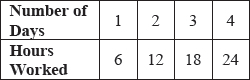 Number of Days 1 2 3 4
Hours Worked 6 12 18 24